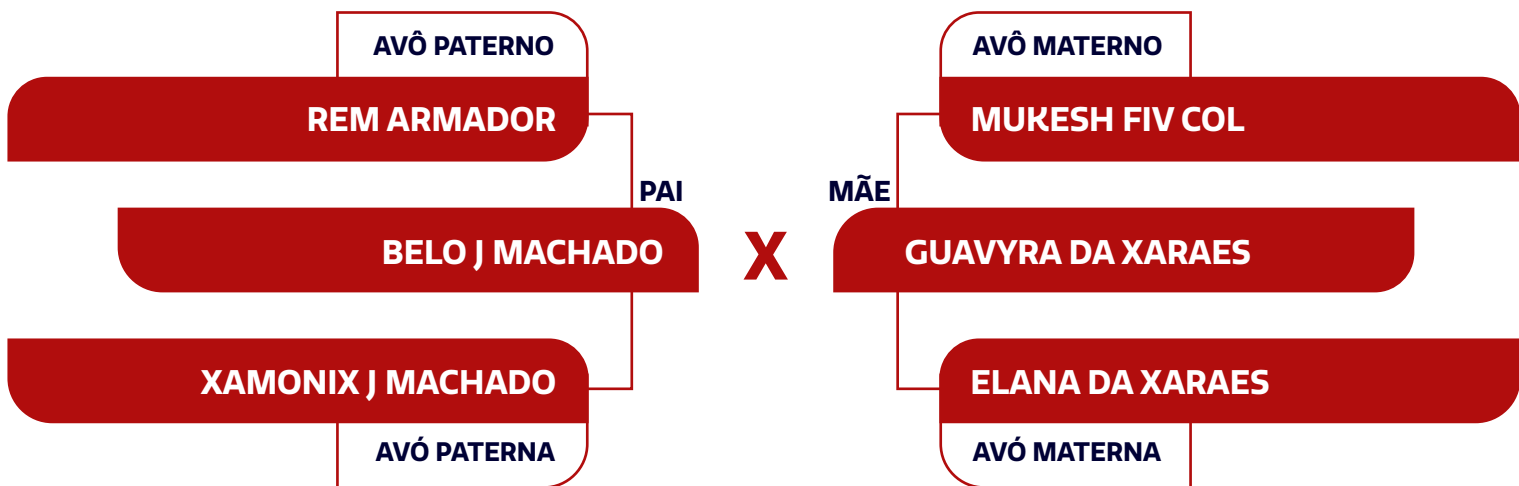 AVÔ PATERNO
REM ARMADOR
PAI
BELO J MACHADO
XAMONIX J MACHADO
AVÓ PATERNA
X
AVÔ MATERNO
MUKESH FIV COL
MÃE
GUAVYRA DA XARAES
ELANA DA XARAES
AVÓ MATERNA